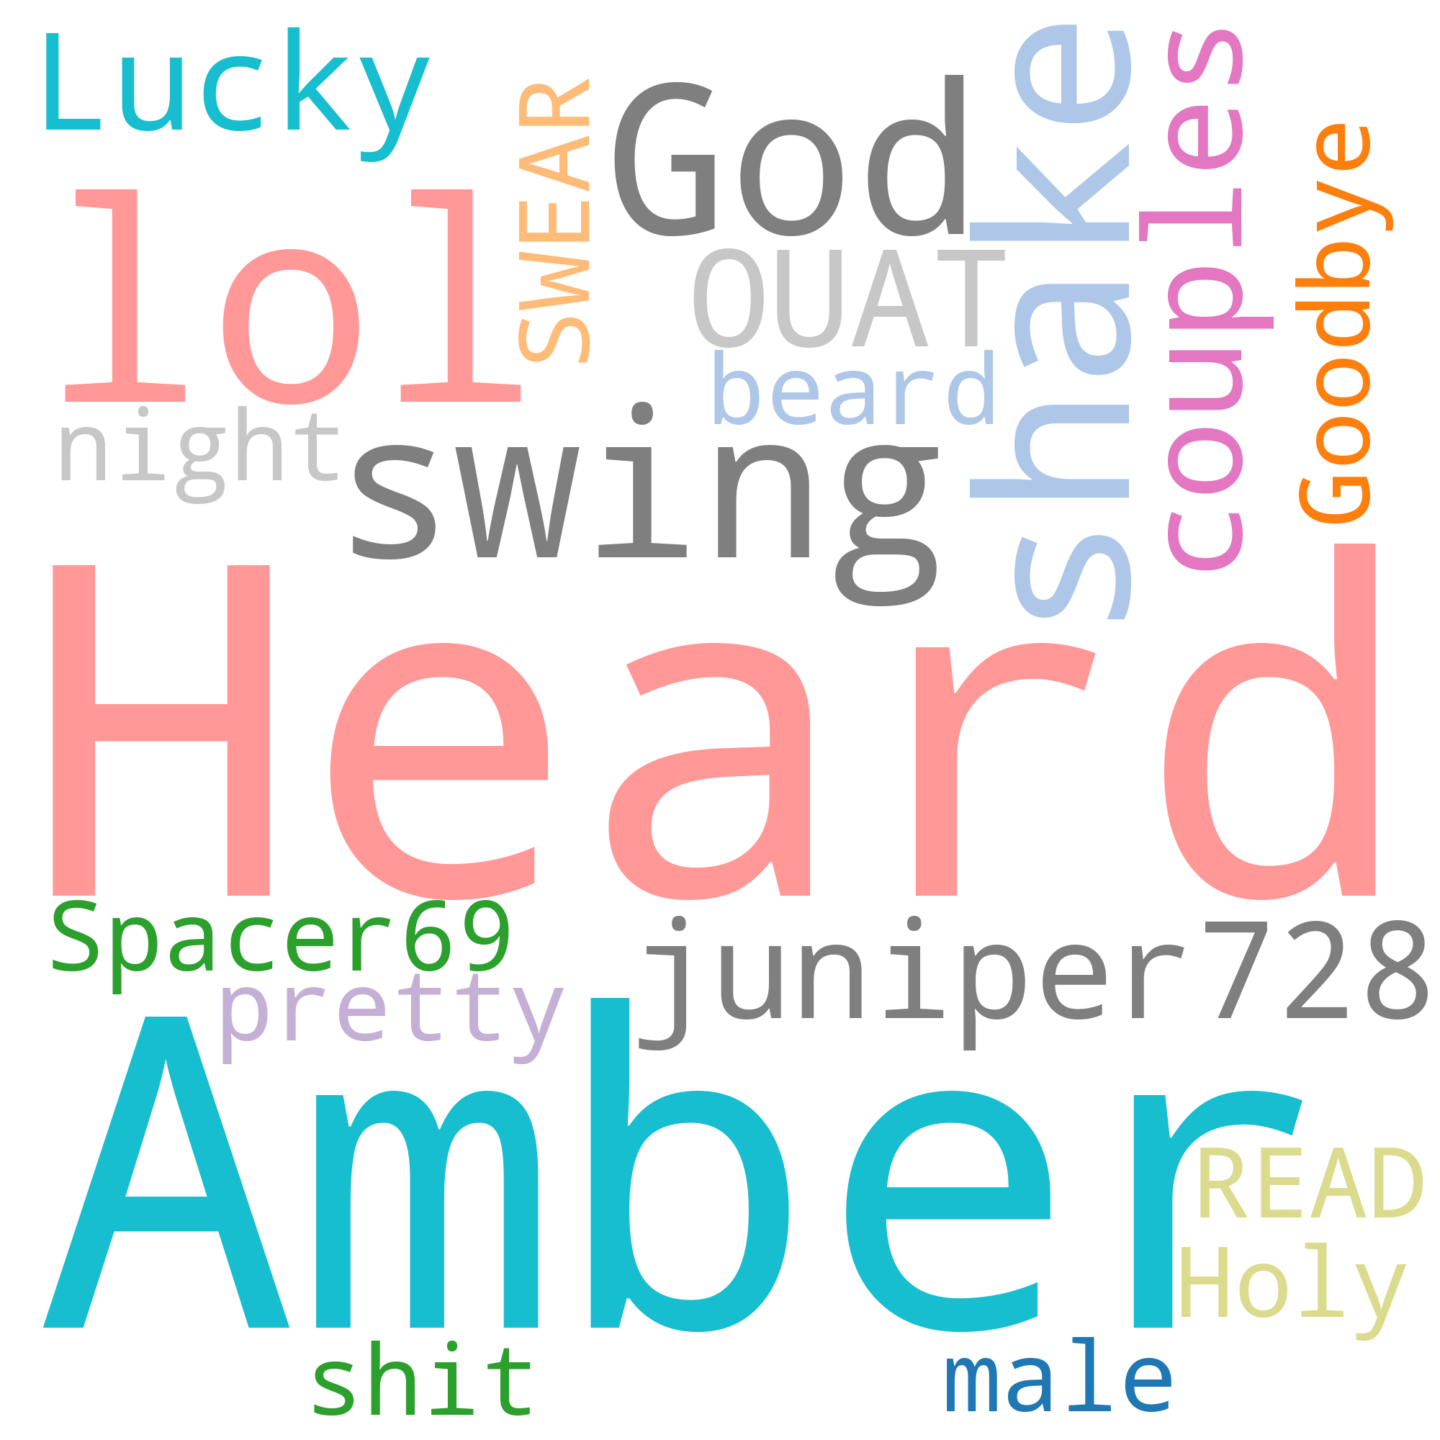 Lucky
SWEAR
God
shake
couples
Goodbye
lol
OUAT
beard
night
swing
Heard
Spacer69
juniper728
pretty
Amber
READ
Holy
shit
male